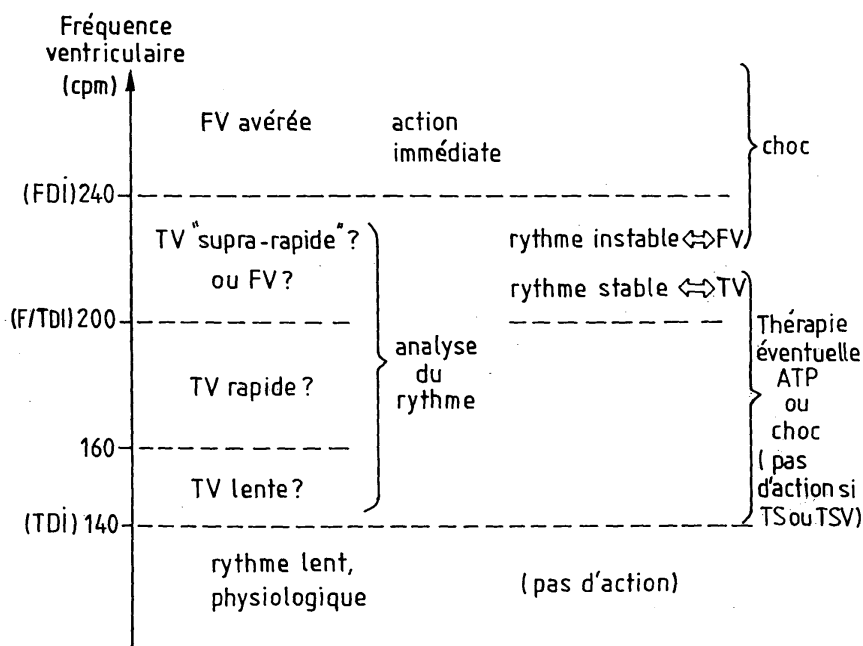 Fréquence
ventriculaire
(cpm)
FV avérée
action
immédiate
choc
(FDI) 240
TV "supra-rapide"?
ou FV?
rythme instable ⇔ FV
rythme stable ⇔ TV
(F/TDI) 200
analyse
du
rythme
TV rapide?
Thérapie
éventuelle
ATP
ou
choc
( pas
d'action si
TS ou TSV)
160
TV lente?
(TDI) 140
rythme lent,
physiologique
(pas d'action)